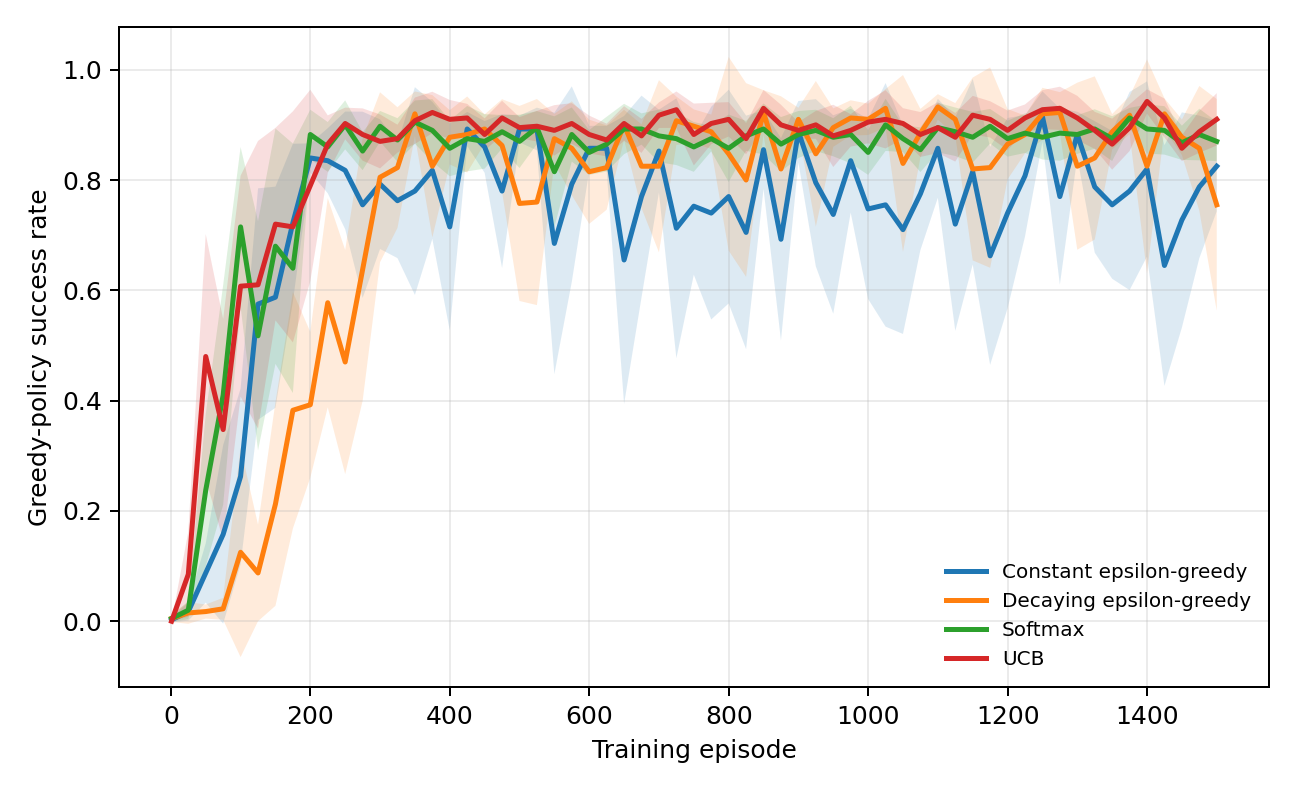 Greedy-policy success rate
1.0
0.8
0.6
0.4
0.2
0.0
Constant epsilon-greedy
Decaying epsilon-greedy
Softmax
UCB
0 200 400 600 800 1000 1200 1400
Training episode